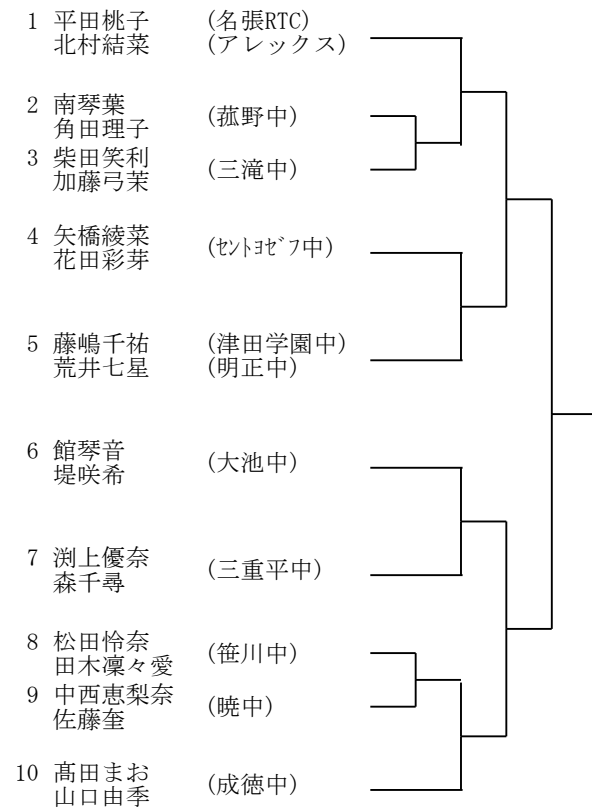 1 平田桃子 (名張RTC)
北村結菜 (アレックス)
2 南琴葉
角田理子 (菰野中)
3 柴田笑利
加藤弓茉 (三滝中)
4 矢橋綾菜
花田彩芽 (ｾﾝﾄﾖｾﾞﾌ中)
5 藤嶋千祐 (津田学園中)
荒井七星 (明正中)
6 館琴音
堤咲希 (大池中)
7 渕上優奈
森千尋 (三重平中)
8 松田怜奈
田木凜々愛 (笹川中)
9 中西恵梨奈
佐藤奎 (暁中)
10 髙田まお
山口由季 (成徳中)